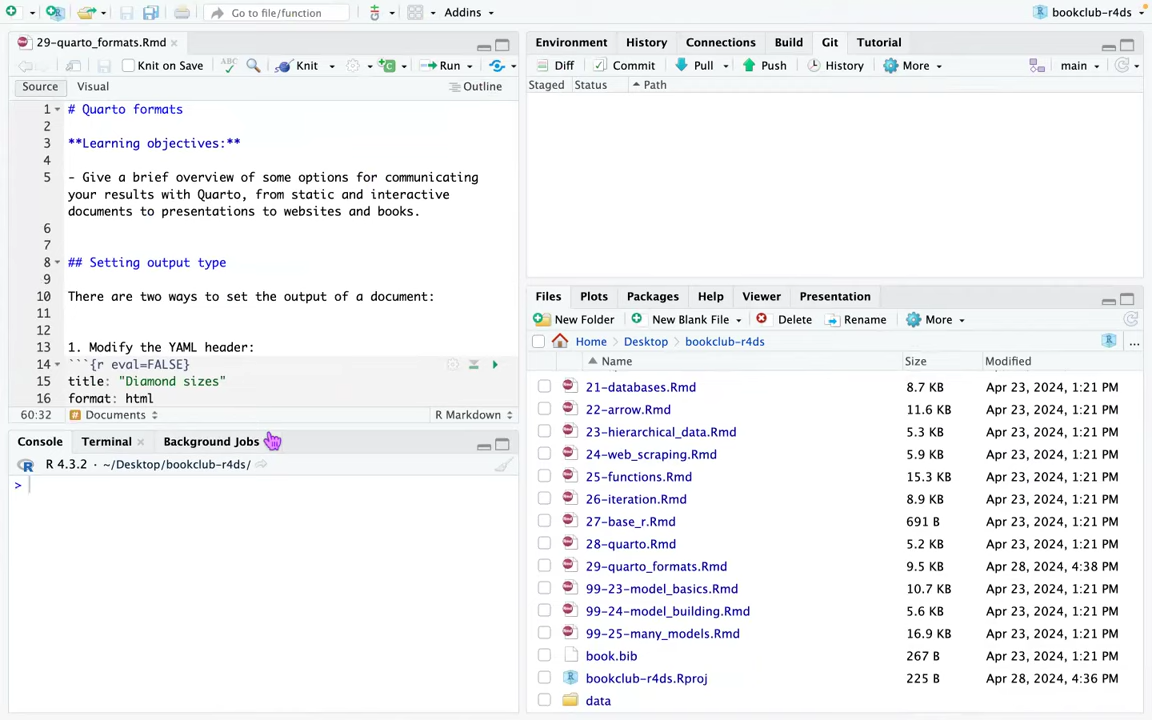 Go to file/function
Addins
bookclub-r4ds
29-quarto_formats.Rmd
Knit on Save
ABC
Knit
Run
Source
Visual
Outline
1 # Quarto formats
2
3 **Learning objectives:**
4
5 - Give a brief overview of some options for communicating
your results with Quarto, from static and interactive
documents to presentations to websites and books.
6
7
8 ## Setting output type
9
10 There are two ways to set the output of a document:
11
12
13 1. Modify the YAML header:
14 ```{r eval=FALSE}
15 title: "Diamond sizes"
16 format: html
60:32
# Documents
R Markdown
Console
Terminal
Background Jobs
R 4.3.2 · ~/Desktop/bookclub-r4ds/
>
Environment
History
Connections
Build
Git
Tutorial
Diff
Commit
Pull
Push
History
More
main
Staged
Status
Path
Files
Plots
Packages
Help
Viewer
Presentation
New Folder
New Blank File
Delete
Rename
More
Home
Desktop
bookclub-r4ds
...
Name
Size
Modified
21-databases.Rmd 8.7 KB Apr 23, 2024, 1:21 PM
22-arrow.Rmd 11.6 KB Apr 23, 2024, 1:21 PM
23-hierarchical_data.Rmd 5.3 KB Apr 23, 2024, 1:21 PM
24-web_scraping.Rmd 5.9 KB Apr 23, 2024, 1:21 PM
25-functions.Rmd 15.3 KB Apr 23, 2024, 1:21 PM
26-iteration.Rmd 8.9 KB Apr 23, 2024, 1:21 PM
27-base_r.Rmd 691 B Apr 23, 2024, 1:21 PM
28-quarto.Rmd 5.2 KB Apr 23, 2024, 1:21 PM
29-quarto_formats.Rmd 9.5 KB Apr 28, 2024, 4:38 PM
99-23-model_basics.Rmd 10.7 KB Apr 23, 2024, 1:21 PM
99-24-model_building.Rmd 5.6 KB Apr 23, 2024, 1:21 PM
99-25-many_models.Rmd 16.9 KB Apr 23, 2024, 1:21 PM
book.bib 267 B Apr 23, 2024, 1:21 PM
bookclub-r4ds.Rproj 225 B Apr 28, 2024, 4:36 PM
data